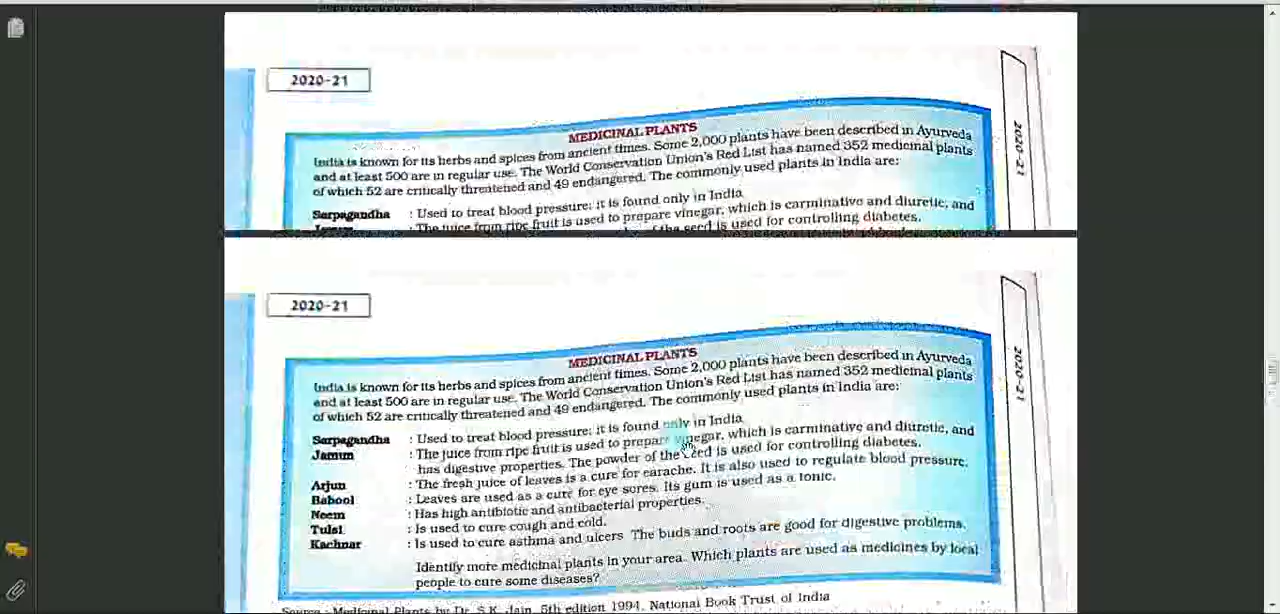 2020-21
MEDICINAL PLANTS
India is known for its herbs and spices from ancient times. Some 2,000 plants have been described in Ayurveda
and at least 500 are in regular use. The World Conservation Union's Red List has named 352 medicinal plants
of which 52 are critically threatened and 49 endangered. The commonly used plants in India are:
Sarpagandha : Used to treat blood pressure; it is found only in India
: The juice from ripe fruit is used to prepare vinegar, which is carminative and diuretic, and
the seed is used for controlling diabetes.
2020-21
2020-21
MEDICINAL PLANTS
India is known for its herbs and spices from ancient times. Some 2,000 plants have been described in Ayurveda
and at least 500 are in regular use. The World Conservation Union's Red List has named 352 medicinal plants
of which 52 are critically threatened and 49 endangered. The commonly used plants in India are:
Sarpagandha : Used to treat blood pressure; it is found only in India
Jamun : The juice from ripe fruit is used to prepare vinegar, which is carminative and diuretic, and
has digestive properties. The powder of the seed is used for controlling diabetes.
Arjun : The fresh juice of leaves is a cure for earache. It is also used to regulate blood pressure.
Babool : Leaves are used as a cure for eye sores. Its gum is used as a tonic.
Neem : Has high antibiotic and antibacterial properties.
Tulsi : Is used to cure cough and cold.
Kachnar : Is used to cure asthma and ulcers The buds and roots are good for digestive problems.
Identify more medicinal plants in your area. Which plants are used as medicines by local
people to cure some diseases?
Source : Medicinal Plants by Dr. S.K. Jain, 5th edition 1994, National Book Trust of India
2020-21